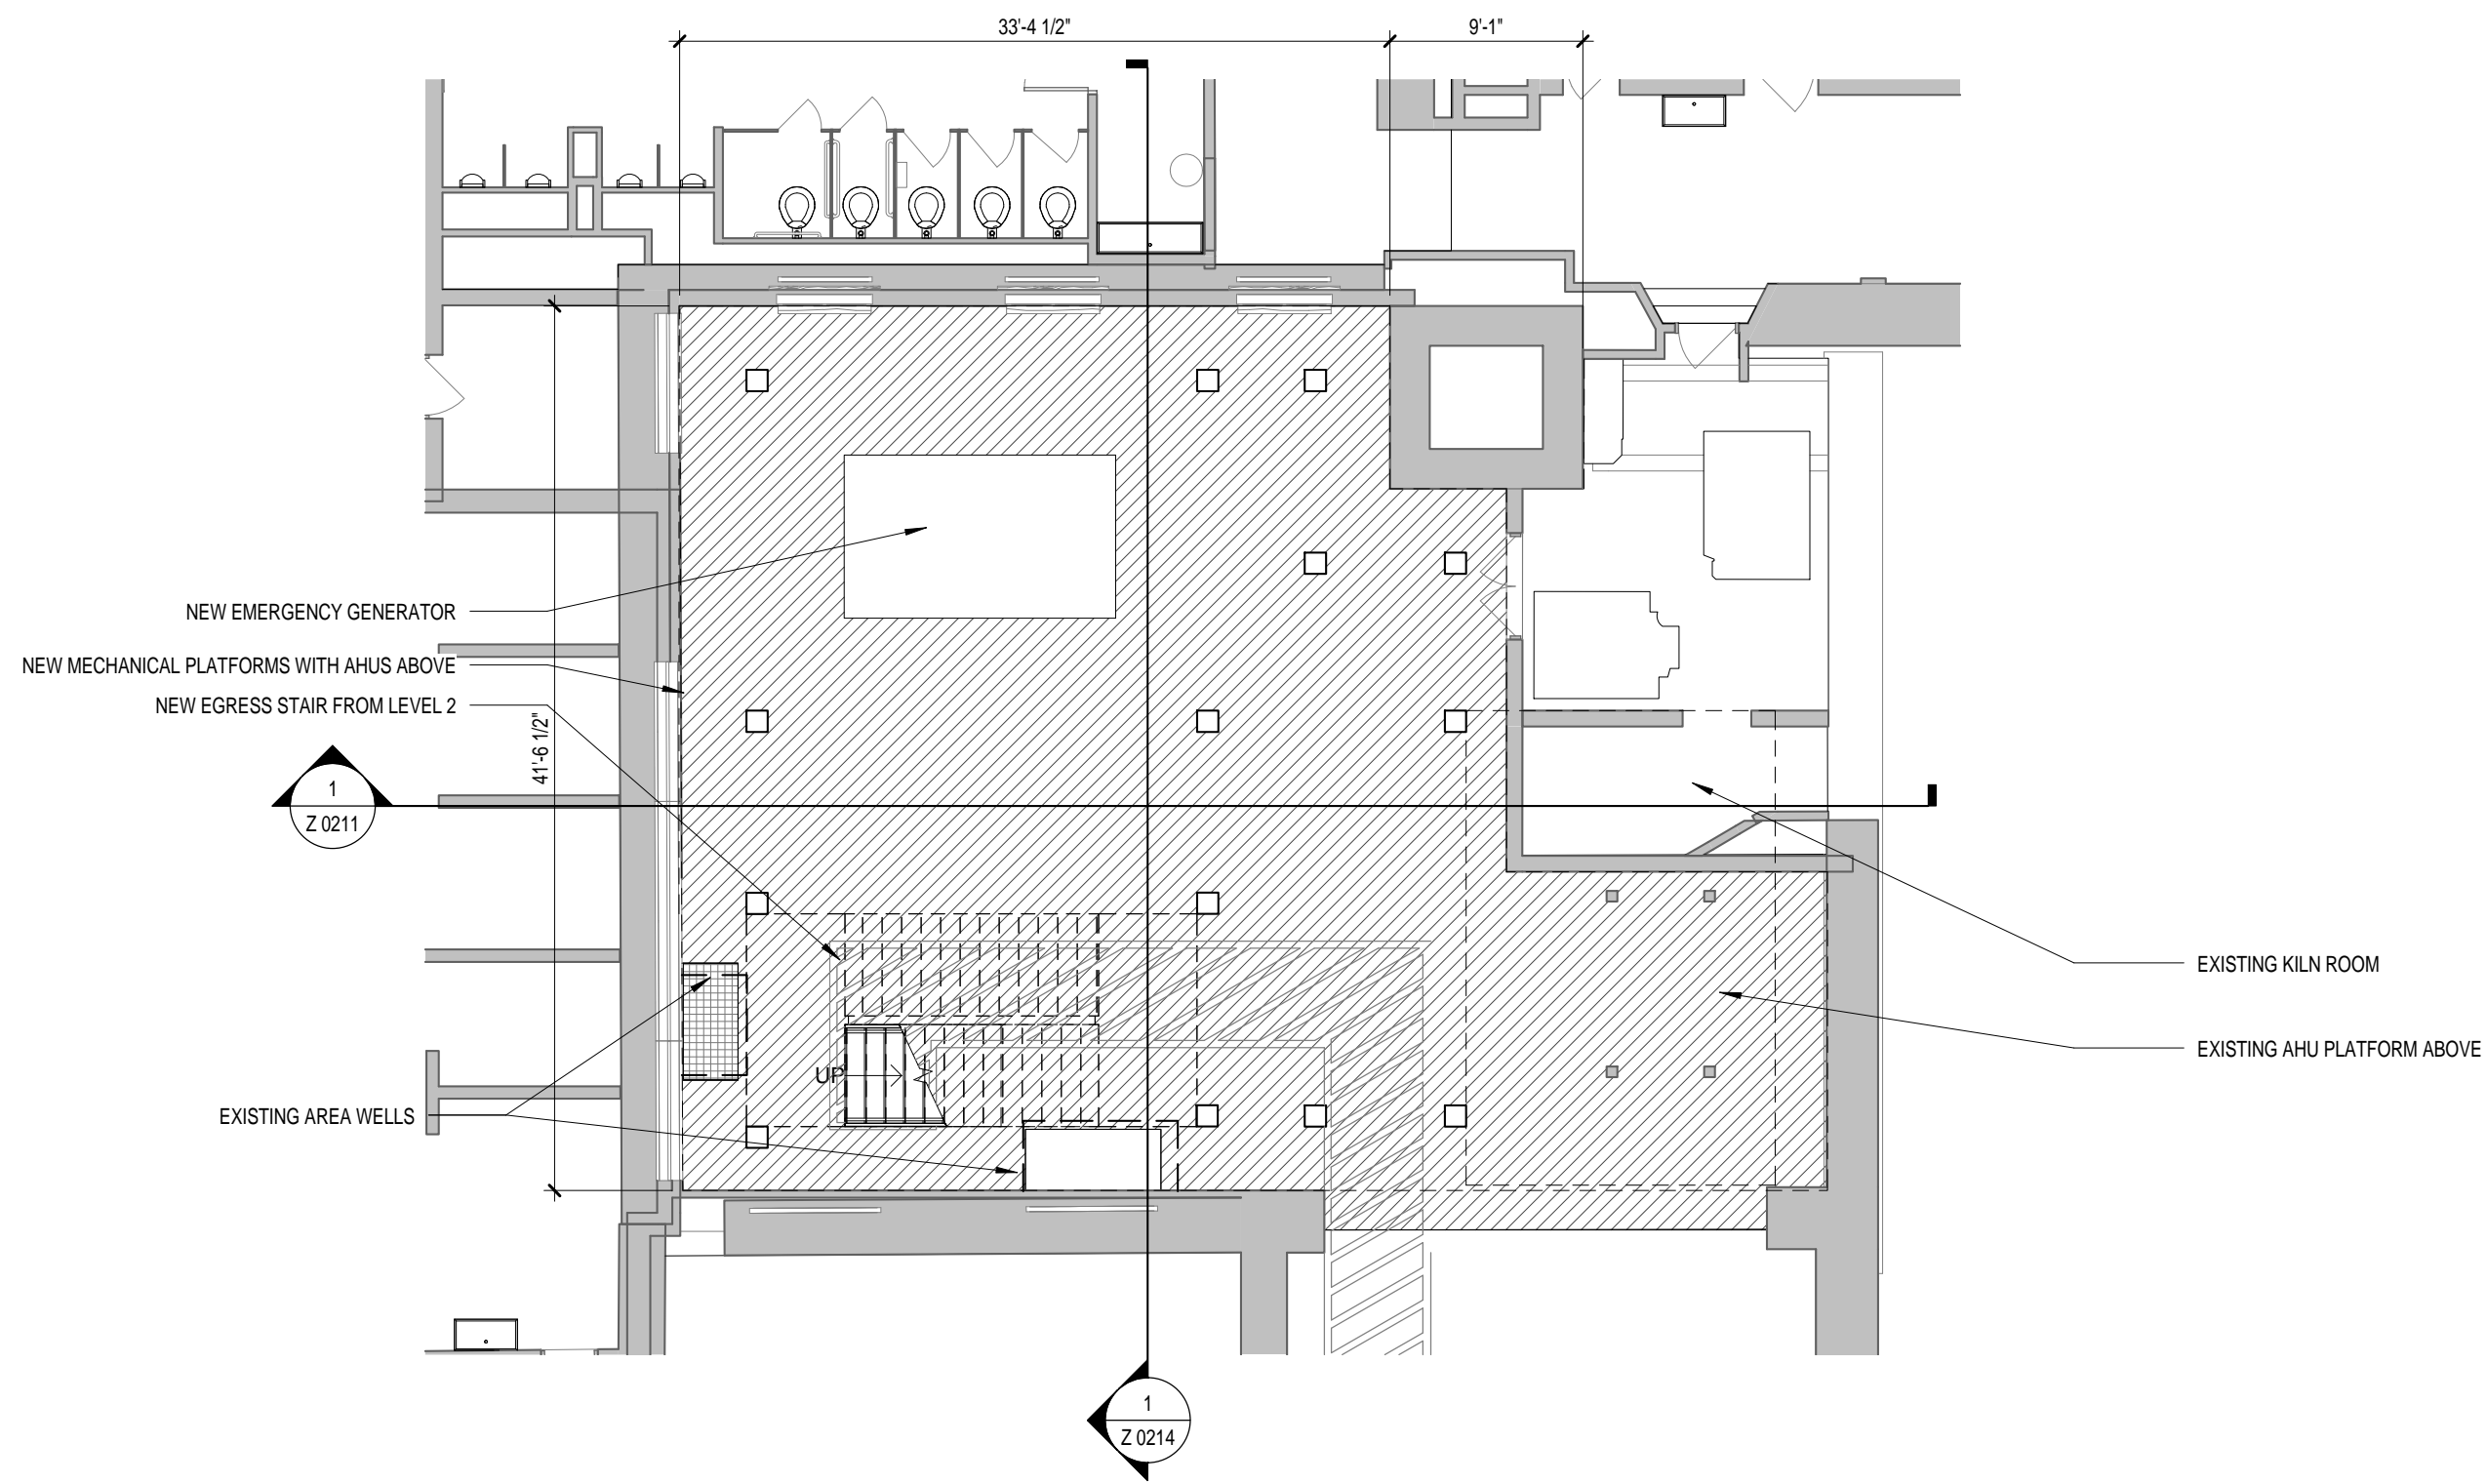 33'-4 1/2"
9'-1"
NEW EMERGENCY GENERATOR
NEW MECHANICAL PLATFORMS WITH AHUS ABOVE
NEW EGRESS STAIR FROM LEVEL 2
41'-6 1/2"
1
Z 0211
EXISTING KILN ROOM
EXISTING AHU PLATFORM ABOVE
UP
EXISTING AREA WELLS
1
Z 0214